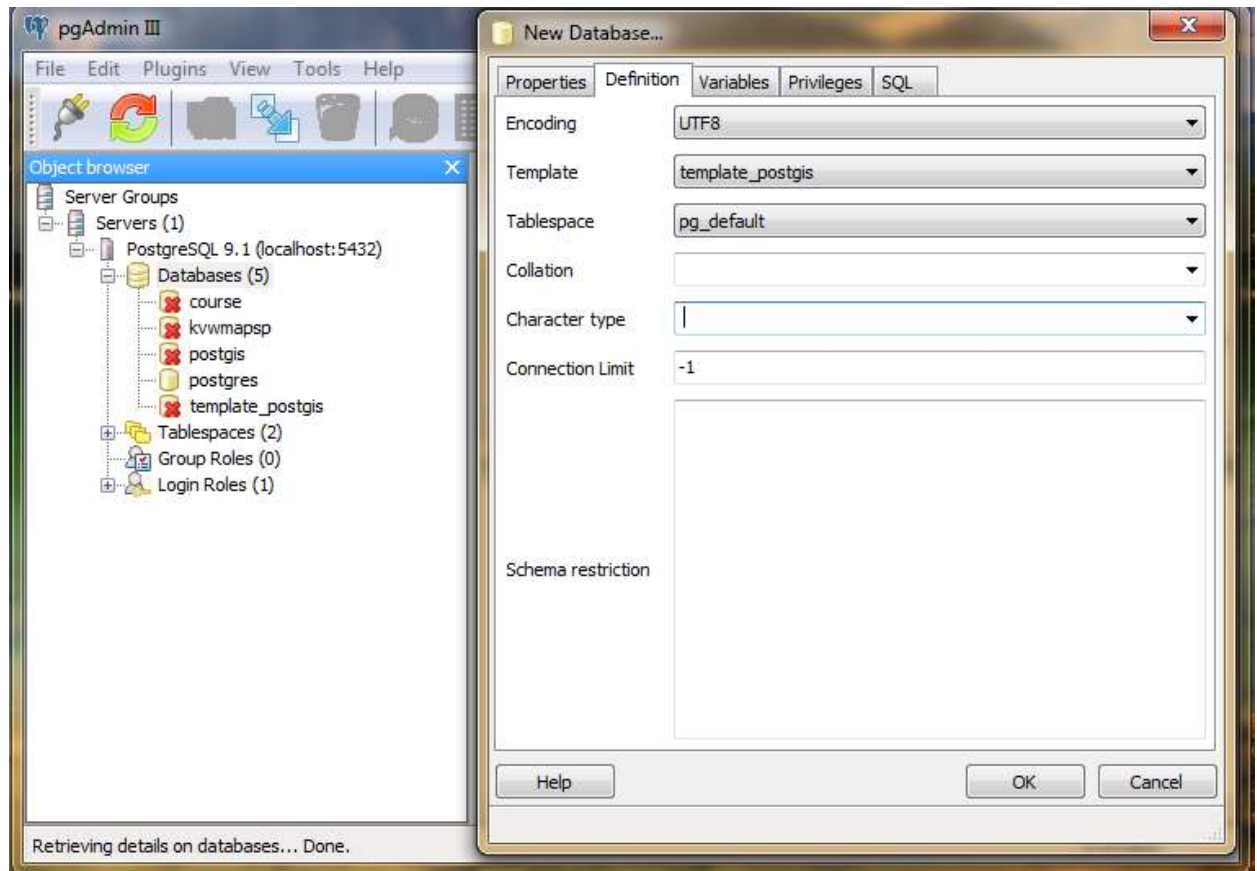 pgAdmin III
File Edit Plugins View Tools Help
Object browser
Server Groups
Servers (1)
PostgreSQL 9.1 (localhost:5432)
Databases (5)
course
kvwmapsp
postgis
postgres
template_postgis
Tablespaces (2)
Group Roles (0)
Login Roles (1)
Retrieving details on databases... Done.
New Database...
Properties Definition Variables Privileges SQL
Encoding UTF8
Template template_postgis
Tablespace pg_default
Collation
Character type
Connection Limit -1
Schema restriction
Help OK Cancel